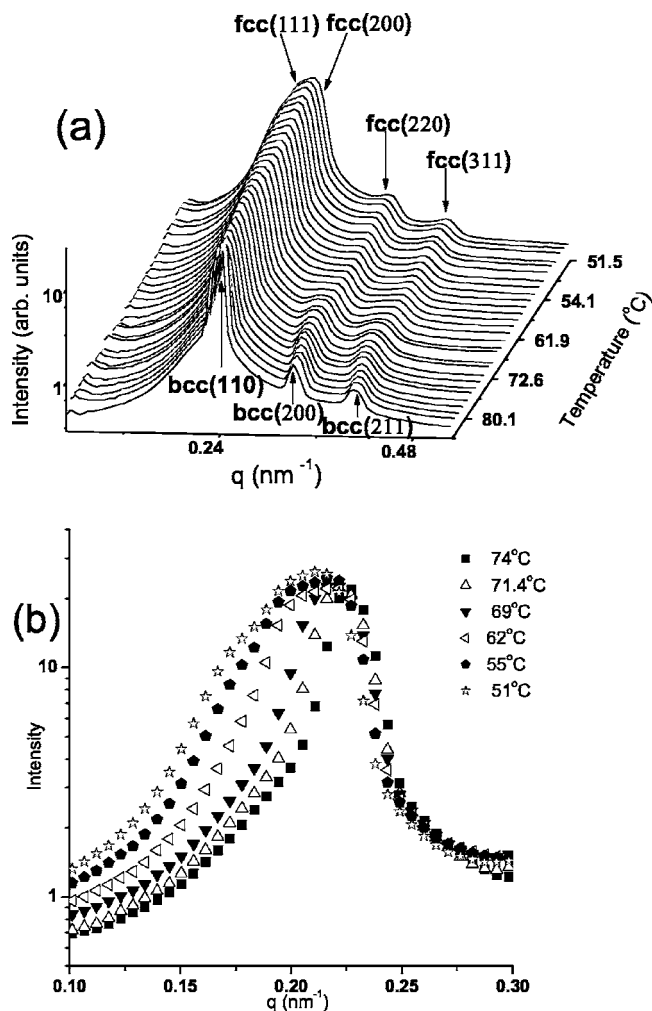 fcc(111) fcc(200)
(a)
fcc(220)
fcc(311)
Intensity (arb. units)
10
1
bcc(110)
bcc(200)
bcc(211)
0.24
0.48
q (nm -1)
51.5
54.1
61.9
72.6
80.1
Temperature (°C)
(b)
74°C
71.4°C
69°C
62°C
55°C
51°C
Intensity
10
1
0.10
0.15
0.20
0.25
0.30
q (nm-1)